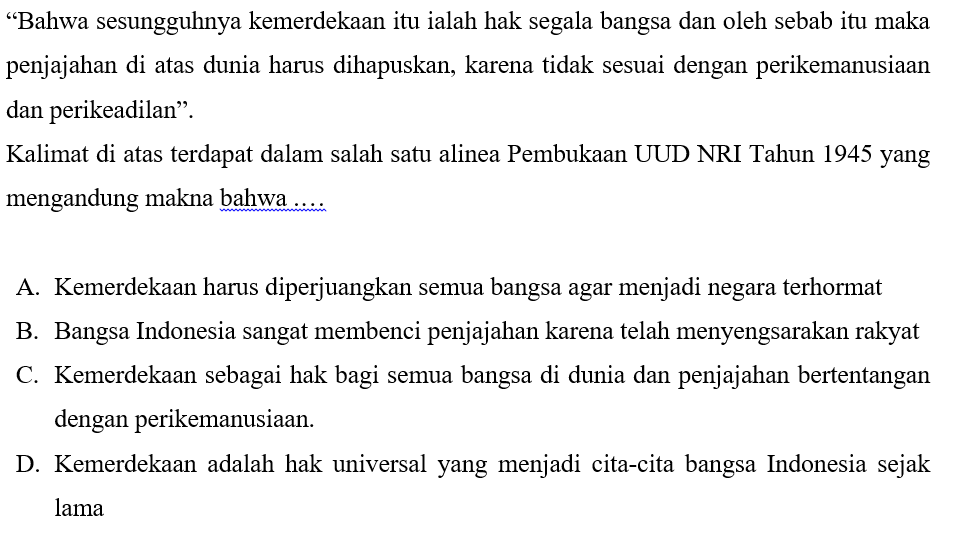 “Bahwa sesungguhnya kemerdekaan itu ialah hak segala bangsa dan oleh sebab itu maka
penjajahan di atas dunia harus dihapuskan, karena tidak sesuai dengan perikemanusiaan
dan perikeadilan”.
Kalimat di atas terdapat dalam salah satu alinea Pembukaan UUD NRI Tahun 1945 yang
mengandung makna bahwa ….
A. Kemerdekaan harus diperjuangkan semua bangsa agar menjadi negara terhormat
B. Bangsa Indonesia sangat membenci penjajahan karena telah menyengsarakan rakyat
C. Kemerdekaan sebagai hak bagi semua bangsa di dunia dan penjajahan bertentangan
dengan perikemanusiaan.
D. Kemerdekaan adalah hak universal yang menjadi cita-cita bangsa Indonesia sejak
lama